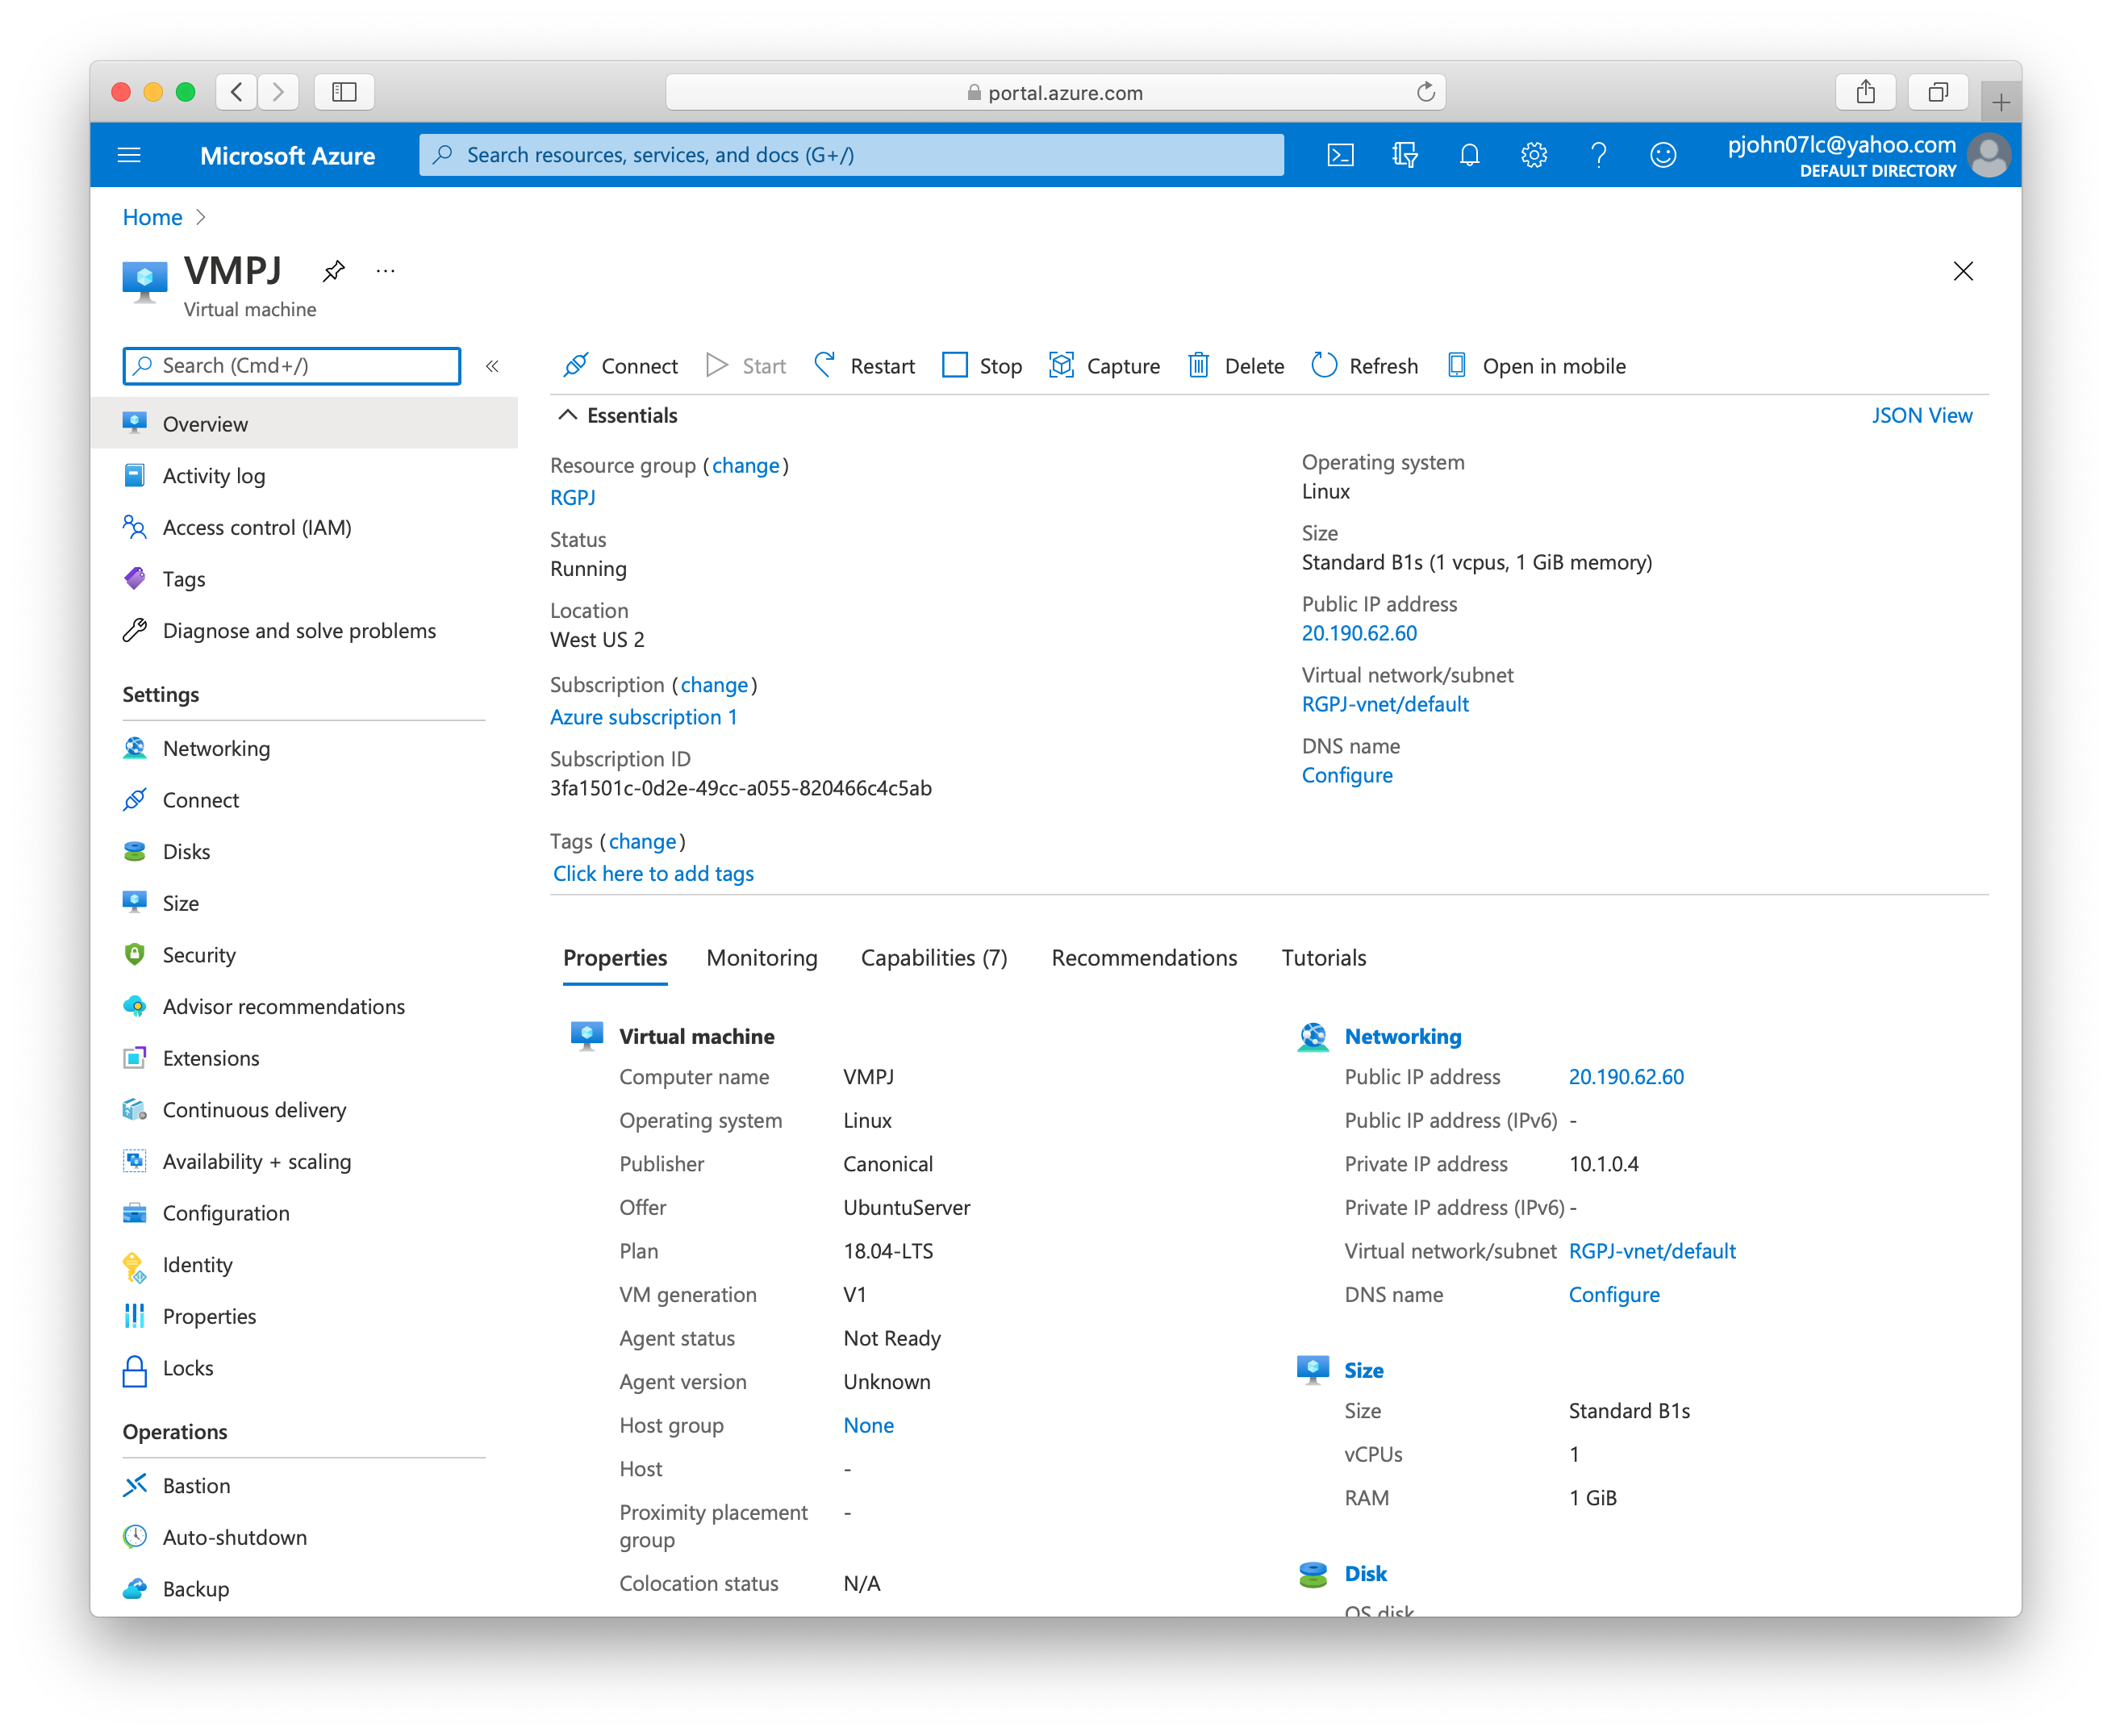 portal.azure.com
Microsoft Azure
Search resources, services, and docs (G+/)
pjohn07lc@yahoo.com
DEFAULT DIRECTORY
Home
VMPJ
...
Virtual machine
Search (Cmd+/)
«
Overview
Activity log
Access control (IAM)
Tags
Diagnose and solve problems
Settings
Networking
Connect
Disks
Size
Security
Advisor recommendations
Extensions
Continuous delivery
Availability + scaling
Configuration
Identity
Properties
Locks
Operations
Bastion
Auto-shutdown
Backup
Connect Start Restart Stop Capture Delete Refresh Open in mobile
Essentials
JSON View
Resource group (change)
RGPJ
Status
Running
Location
West US 2
Subscription (change)
Azure subscription 1
Subscription ID
3fa1501c-0d2e-49cc-a055-820466c4c5ab
Operating system
Linux
Size
Standard B1s (1 vcpus, 1 GiB memory)
Public IP address
20.190.62.60
Virtual network/subnet
RGPJ-vnet/default
DNS name
Configure
Tags (change)
Click here to add tags
Properties Monitoring Capabilities (7) Recommendations Tutorials
Virtual machine
Computer name VMPJ
Operating system Linux
Publisher Canonical
Offer UbuntuServer
Plan 18.04-LTS
VM generation V1
Agent status Not Ready
Agent version Unknown
Host group None
Host -
Proximity placement -
group
Colocation status N/A
Networking
Public IP address 20.190.62.60
Public IP address (IPv6) -
Private IP address 10.1.0.4
Private IP address (IPv6) -
Virtual network/subnet RGPJ-vnet/default
DNS name Configure
Size
Size Standard B1s
vCPUs 1
RAM 1 GiB
Disk
OS disk